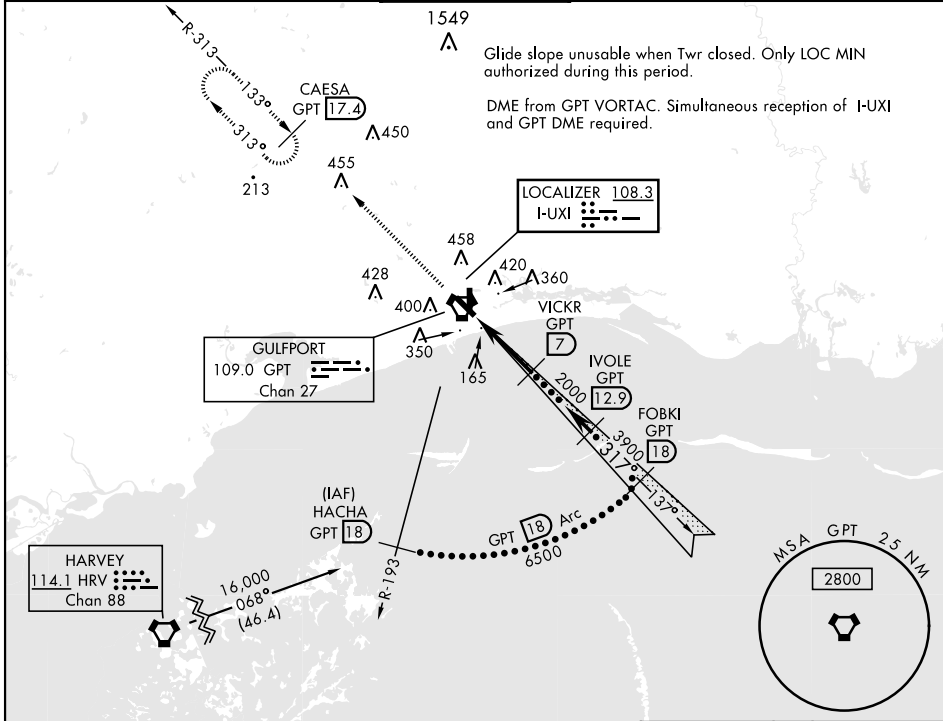 1549
Glide slope unusable when Twr closed. Only LOC MIN
authorized during this period.
DME from GPT VORTAC. Simultaneous reception of I-UXI
and GPT DME required.
R-313
133°
313°
CAESA
GPT 17.4
450
213
455
LOCALIZER 108.3
I-UXI
458
420
360
428
400
350
165
GULFPORT
109.0 GPT
Chan 27
VICKR
GPT
7
IVOLE
GPT
12.9
2000
FOBKI
GPT
18
3900
317°
137°
(IAF)
HACHA
GPT 18
GPT 18 Arc
6500
R-193
HARVEY
114.1 HRV
Chan 88
16,000
068°
(46.4)
MSA GPT 25 NM
2800